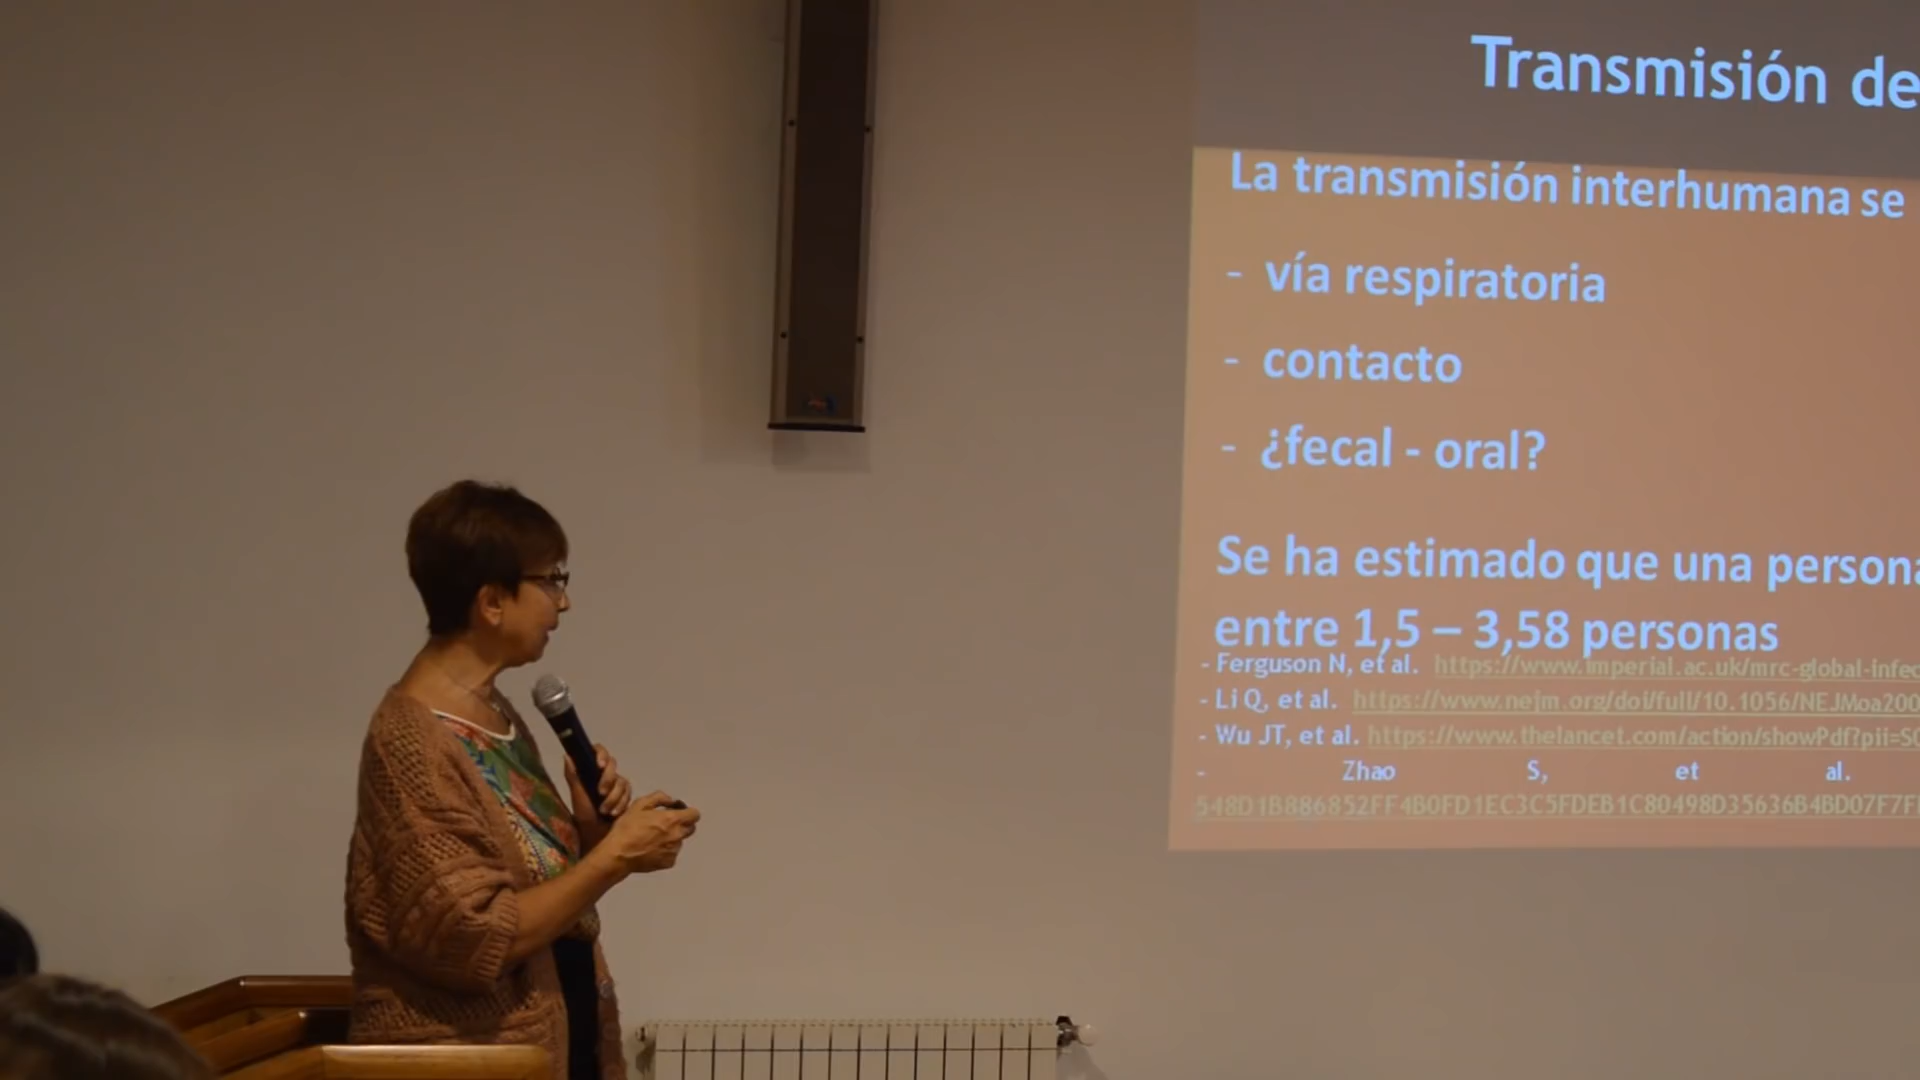 Transmisión de
La transmisión interhumana se
- vía respiratoria
- contacto
- ¿fecal - oral?
Se ha estimado que una persona
entre 1,5 – 3,58 personas
- Ferguson N, et al. https://www.imperial.ac.uk/mrc-global-infec
- Li Q, et al. https://www.nejm.org/doi/full/10.1056/NEJMoa200
- Wu JT, et al. https://www.thelancet.com/action/showPdf?pii=S0
- Zhao S, et al.
548D1B886852FF4B0FD1EC3C5FDEB1C80498D35636B4BD07F7F